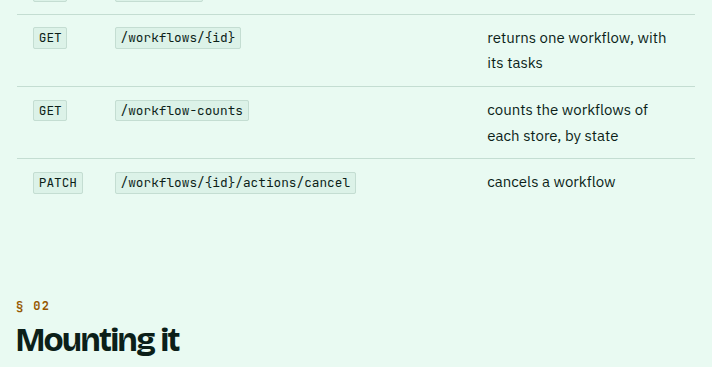 GET /workflows/{id} returns one workflow, with
its tasks
GET /workflow-counts counts the workflows of
each store, by state
PATCH /workflows/{id}/actions/cancel cancels a workflow
§ 02
Mounting it